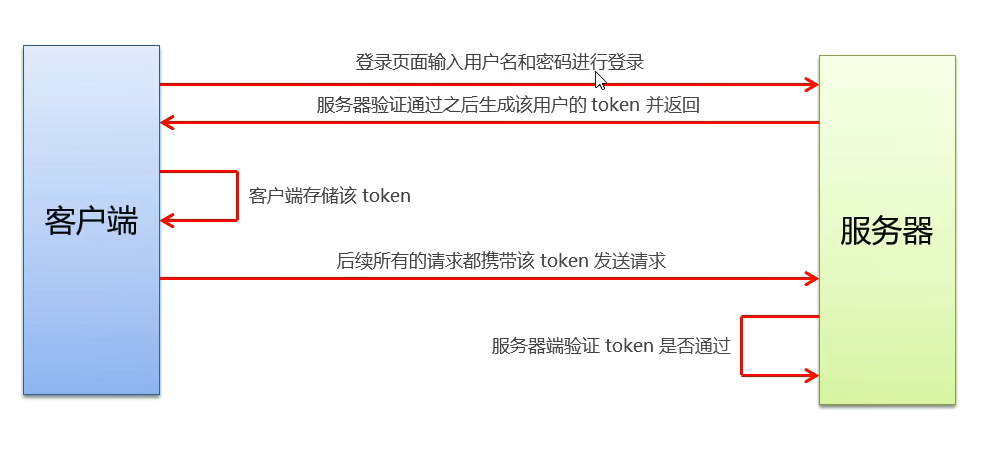 登录页面输入用户名和密码进行登录
服务器验证通过之后生成该用户的 token 并返回
客户端存储该 token
客户端
服务器
后续所有的请求都携带该 token 发送请求
服务器端验证 token 是否通过